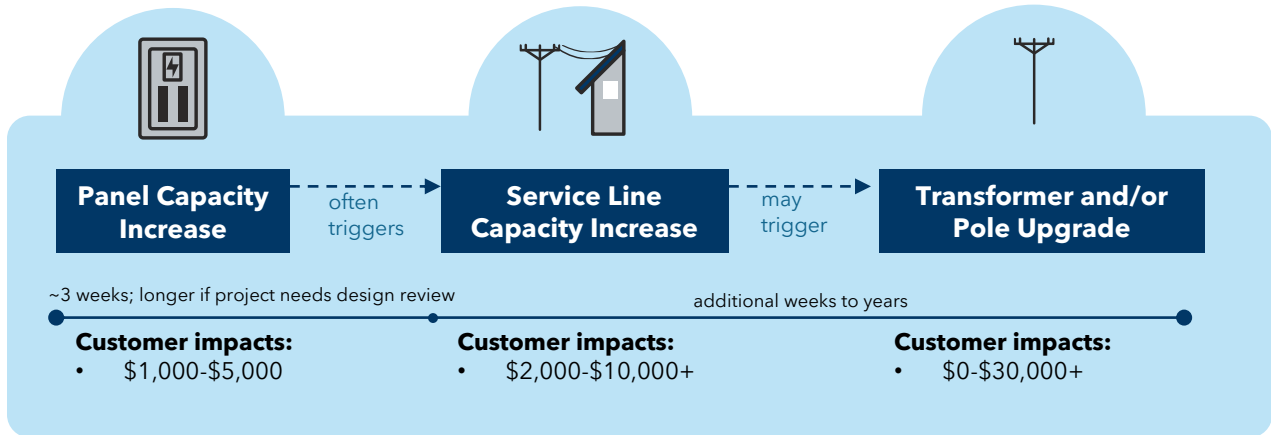 Panel Capacity
Increase
often
triggers
Service Line
Capacity Increase
may
trigger
Transformer and/or
Pole Upgrade
~3 weeks; longer if project needs design review
additional weeks to years
Customer impacts:
• $1,000-$5,000
Customer impacts:
• $2,000-$10,000+
Customer impacts:
• $0-$30,000+